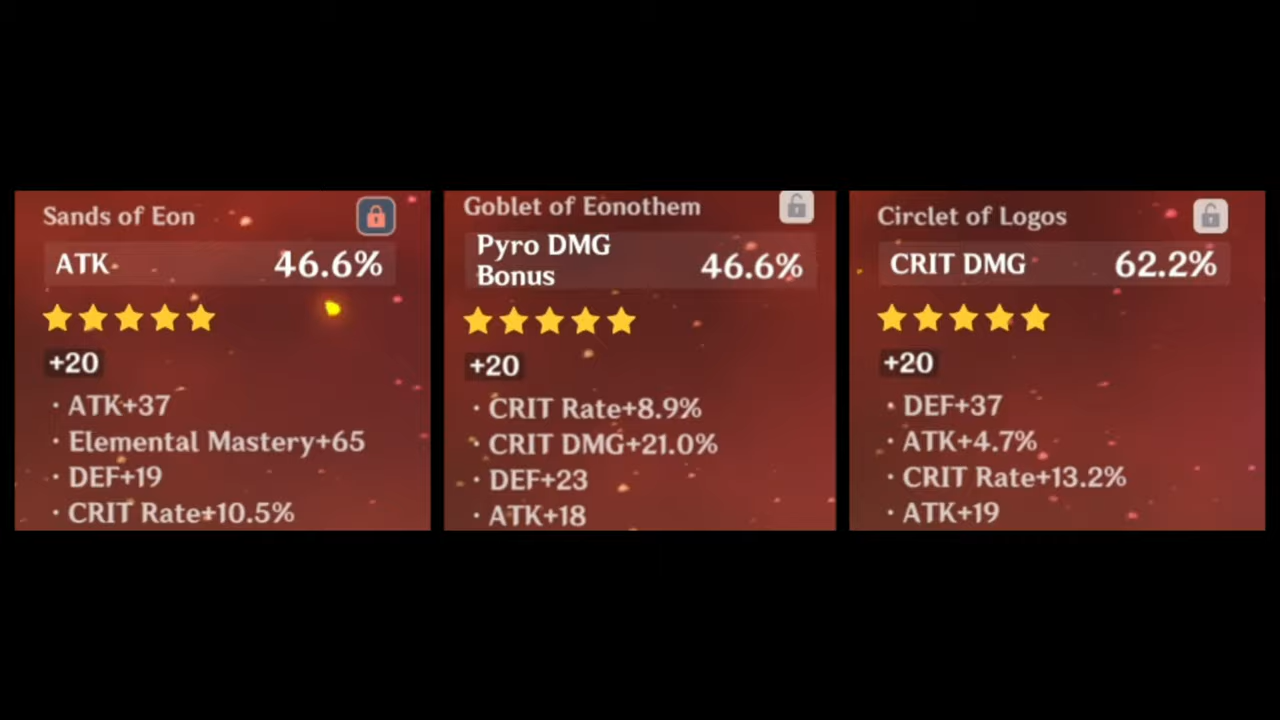 Sands of Eon
ATK 46.6%
+20
· ATK+37
· Elemental Mastery+65
· DEF+19
· CRIT Rate+10.5%
Goblet of Eonothem
Pyro DMG
Bonus 46.6%
+20
· CRIT Rate+8.9%
· CRIT DMG+21.0%
· DEF+23
· ATK+18
Circlet of Logos
CRIT DMG 62.2%
+20
· DEF+37
· ATK+4.7%
· CRIT Rate+13.2%
· ATK+19